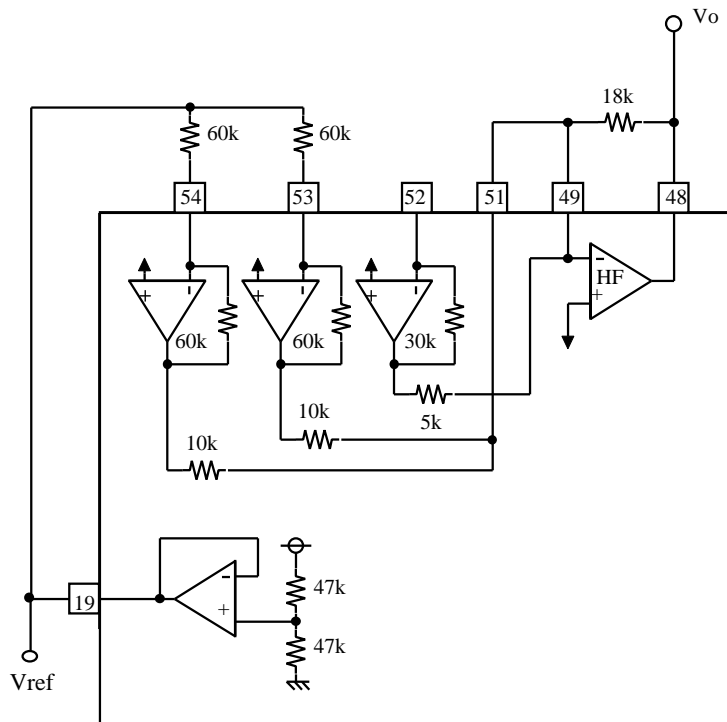 Vo
18k
60k
60k
54
53
52
51
49
48
+
-
+
-
+
-
-
HF
+
60k
60k
30k
10k
5k
10k
-
47k
+
19
47k
Vref